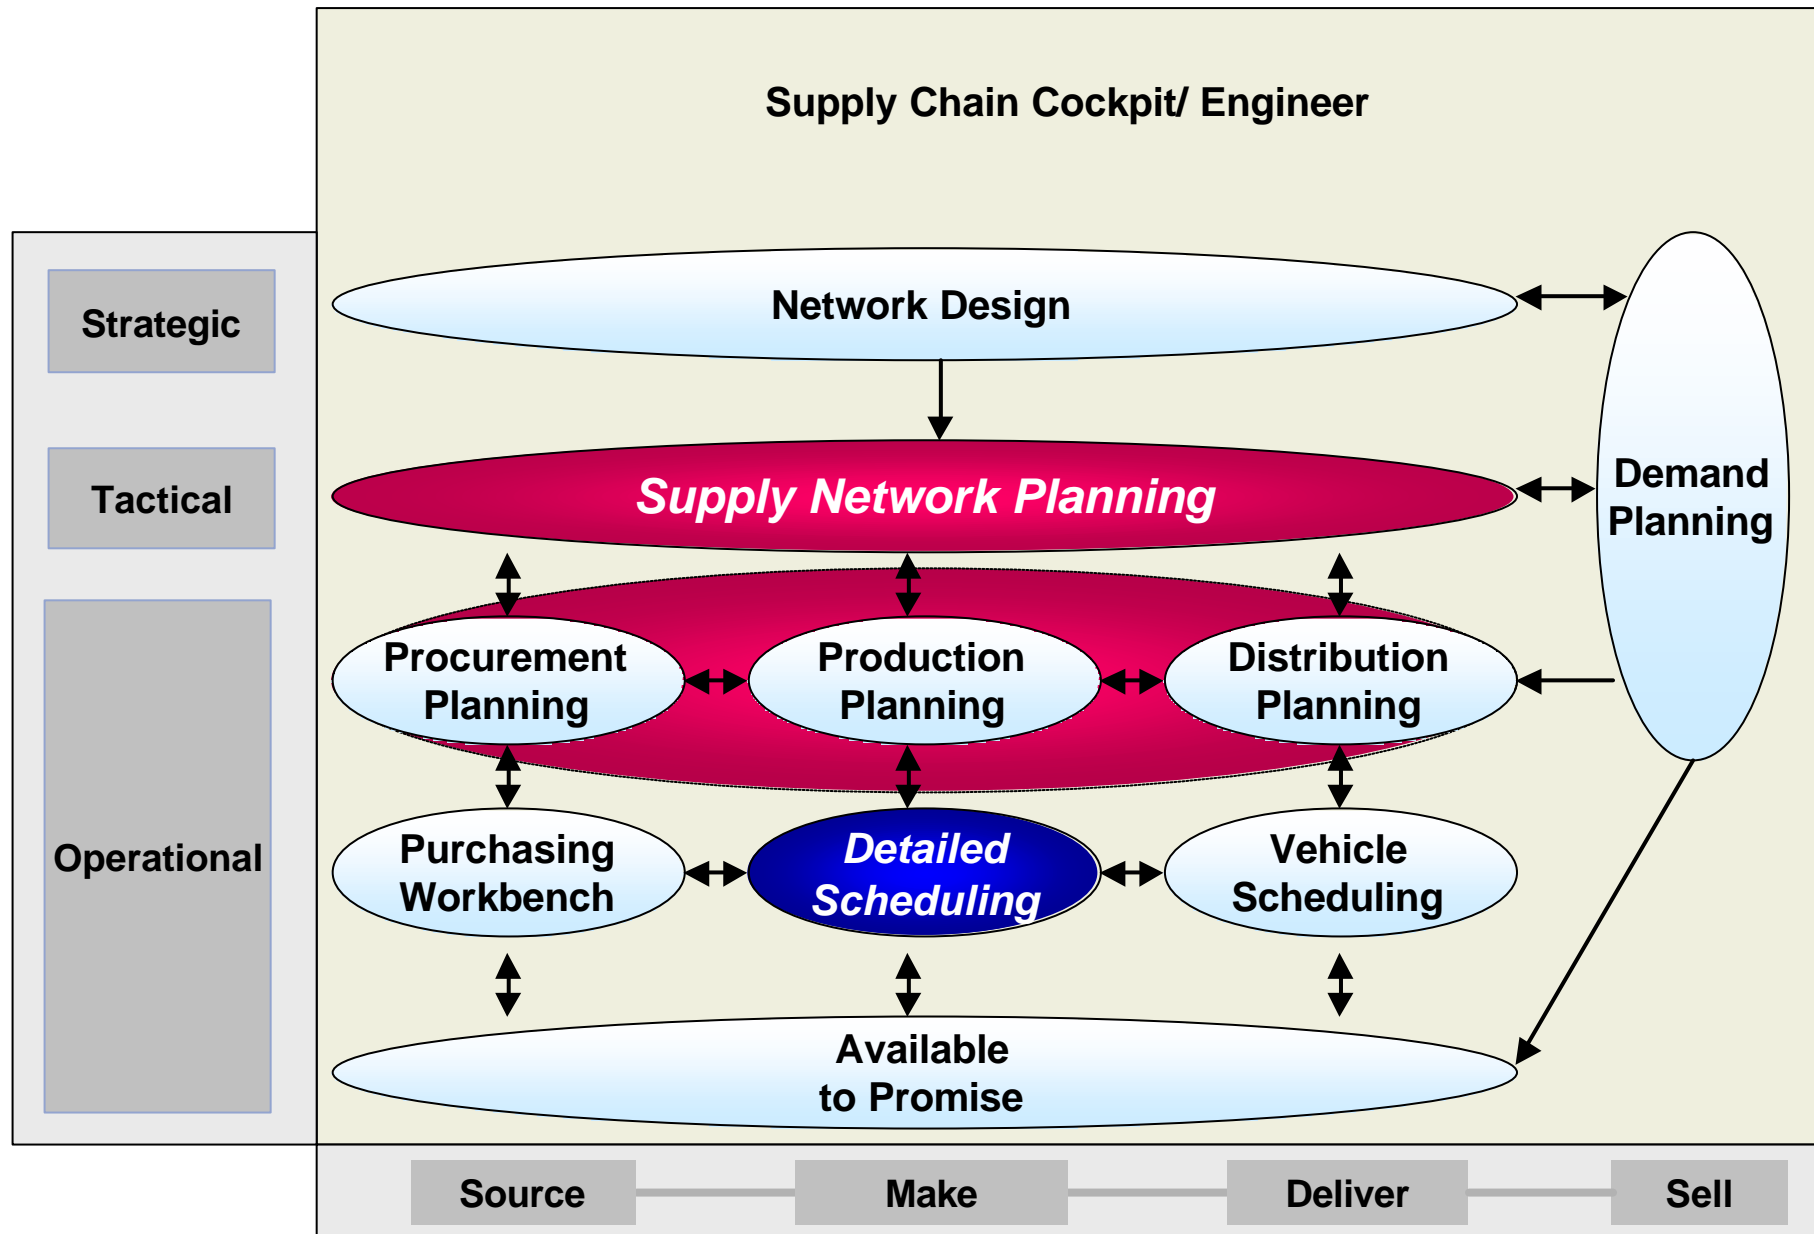 Supply Chain Cockpit/ Engineer
Strategic
Network Design
Tactical
Supply Network Planning
Demand
Planning
Operational
Procurement
Planning
Production
Planning
Distribution
Planning
Purchasing
Workbench
Detailed
Scheduling
Vehicle
Scheduling
Available
to Promise
Source
Make
Deliver
Sell